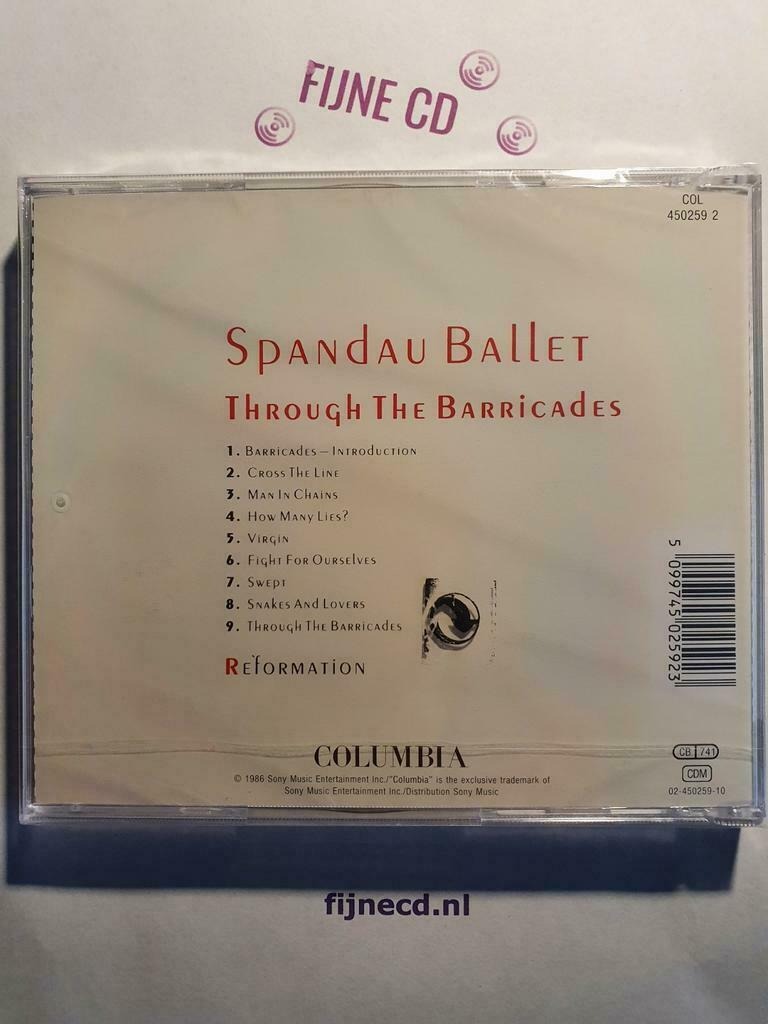 FIJNE CD
COL
450259 2
Spandau Ballet
Through The Barricades
1. Barricades – Introduction
2. Cross The Line
3. Man In Chains
4. How Many Lies?
5. Virgin
6. Fight For Ourselves
7. Swept
8. Snakes And Lovers
9. Through The Barricades
Reformation
5 099745 025923
COLUMBIA
© 1986 Sony Music Entertainment Inc./"Columbia" is the exclusive trademark of
Sony Music Entertainment Inc./Distribution Sony Music
CB 741
CDM
02-450259-10
fijnecd.nl